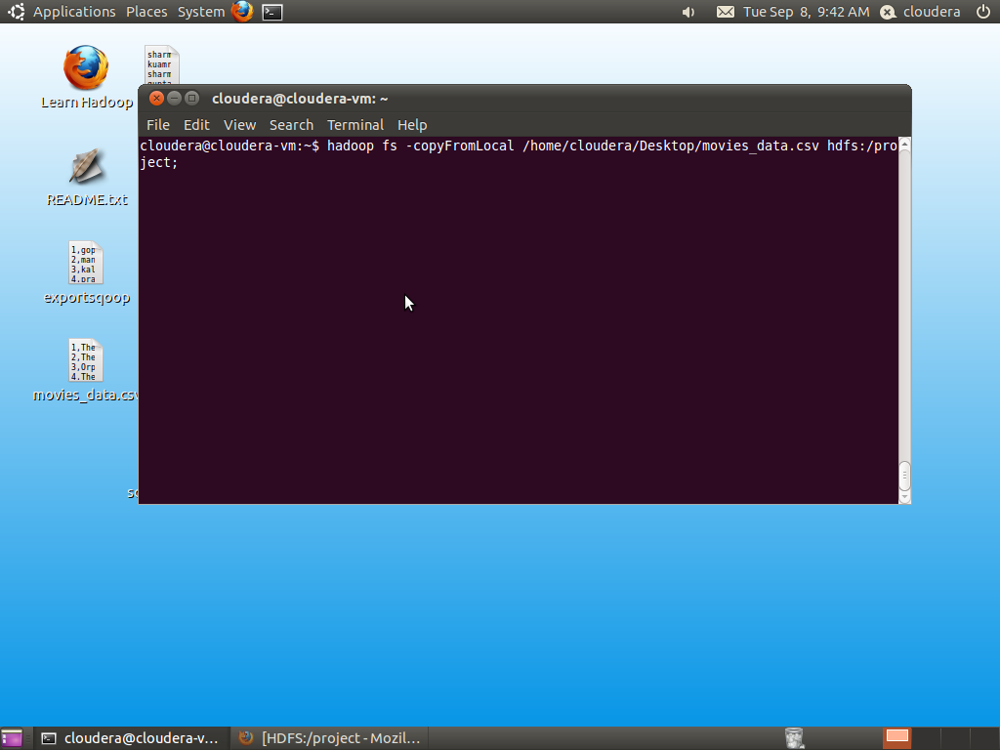 Applications Places System
Tue Sep 8, 9:42 AM
cloudera
Learn Hadoop
sharm
kuamr
sharm
cloudera@cloudera-vm: ~
File Edit View Search Terminal Help
cloudera@cloudera-vm:~$ hadoop fs -copyFromLocal /home/cloudera/Desktop/movies_data.csv hdfs:/pro
ject;
README.txt
1,gop
2,man
3,kal
4,pra
exportsqoop
1,The
2,The
3,Orp
4,The
movies_data.csv
cloudera@cloudera-v...
[HDFS:/project - Mozil...